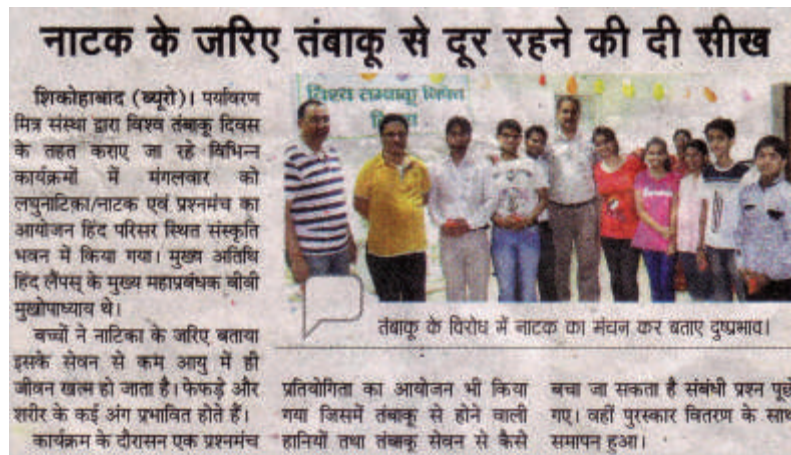 नाटक के जरिए तंबाकू से दूर रहने की दी सीख
शिकोहाबाद (ब्यूरो)। पर्यावरण
मित्र संस्था द्वारा विश्व तंबाकू दिवस
के तहत कराए जा रहे विभिन्न
कार्यक्रमों में मंगलवार को
लघुनाटिका/नाटक एवं प्रश्नमंच का
आयोजन हिंद परिसर स्थित संस्कृति
भवन में किया गया। मुख्य अतिथि
हिंद लैंपस् के मुख्य महाप्रबंधक बीवी
मुखोपाध्याय थे।
बच्चों ने नाटिका के जरिए बताया
इसके सेवन से कम आयु में ही
जीवन खत्म हो जाता है। फेफड़े और
शरीर के कई अंग प्रभावित होते हैं।
कार्यक्रम के दौरासन एक प्रश्नमंच
विश्व तम्बाकू
तंबाकू के विरोध में नाटक का मंचन कर बताए दुष्प्रभाव।
प्रतियोगिता का आयोजन भी किया
गया जिसमें तंबाकू से होने वाली
हानियों तथा तंबाकू सेवन से कैसे
बचा जा सकता है संबंधी प्रश्न पूछे
गए। वहीं पुरस्कार वितरण के साथ
समापन हुआ।